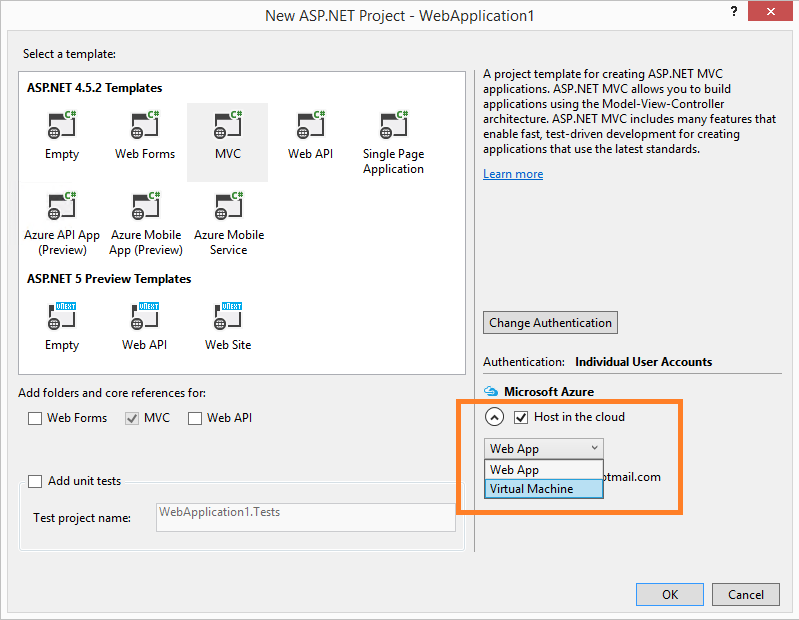 New ASP.NET Project - WebApplication1
?
Select a template:
ASP.NET 4.5.2 Templates
C# C# C# C# C#
Empty Web Forms MVC Web API Single Page
Application
C# C# C#
Azure API App Azure Mobile Azure Mobile
(Preview) App (Preview) Service
ASP.NET 5 Preview Templates
VNEXT VNEXT VNEXT
Empty Web API Web Site
A project template for creating ASP.NET MVC
applications. ASP.NET MVC allows you to build
applications using the Model-View-Controller
architecture. ASP.NET MVC includes many features that
enable fast, test-driven development for creating
applications that use the latest standards.
Learn more
Change Authentication
Authentication: Individual User Accounts
Microsoft Azure
Host in the cloud
Web App
Web App
Virtual Machine
otmail.com
Add folders and core references for:
Web Forms MVC Web API
Add unit tests
Test project name: WebApplication1.Tests
OK Cancel